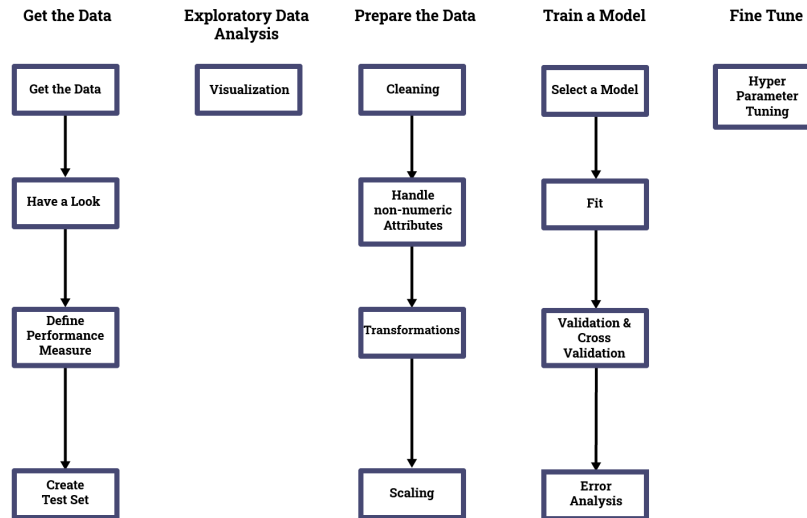 Get the Data
Exploratory Data
Analysis
Prepare the Data
Train a Model
Fine Tune
Get the Data
Visualization
Cleaning
Select a Model
Hyper
Parameter
Tuning
Have a Look
Handle
non-numeric
Attributes
Fit
Define
Performance
Measure
Transformations
Validation &
Cross
Validation
Create
Test Set
Scaling
Error
Analysis